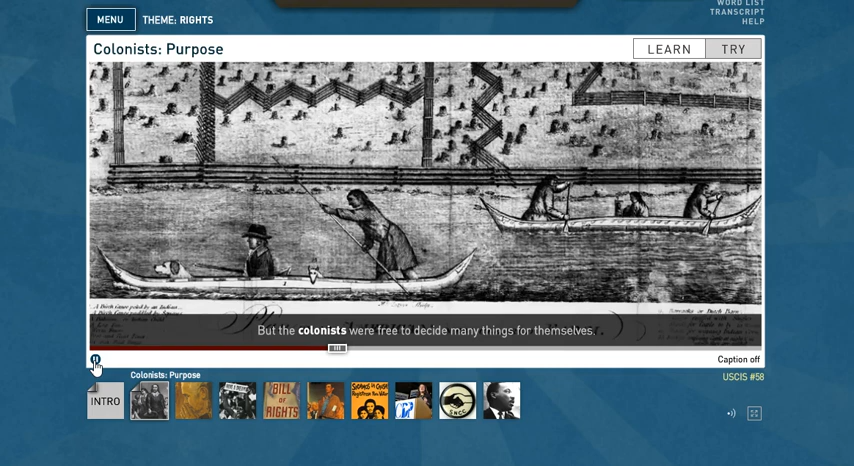 WORD LIST
TRANSCRIPT
HELP
MENU
THEME: RIGHTS
Colonists: Purpose
LEARN
TRY
But the colonists were free to decide many things for themselves.
Caption off
Colonists: Purpose
USCIS #58
INTRO
BILL
OF
RIGHTS
SNCC